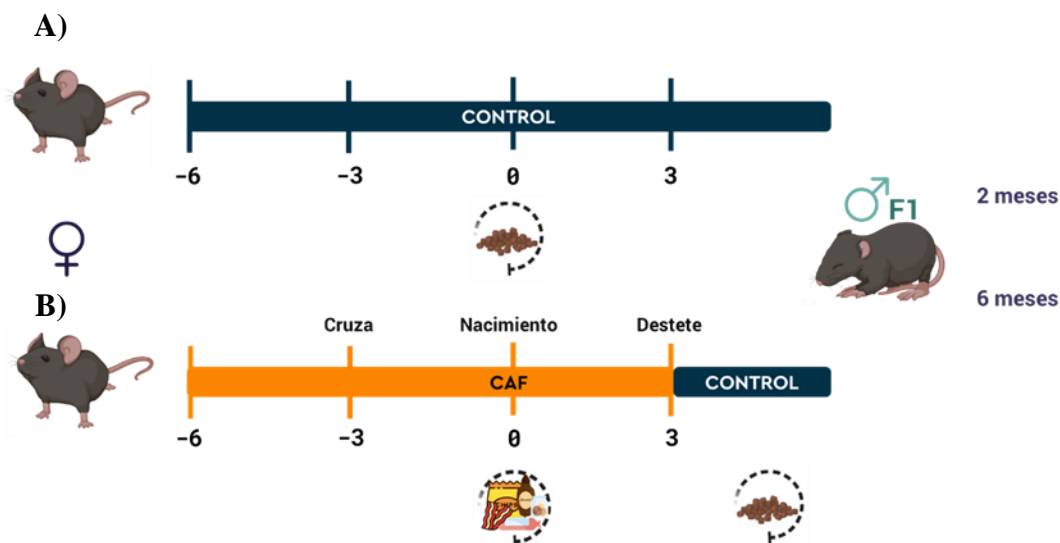 A)
CONTROL
-6 -3 0 3
F1
2 meses
6 meses
B)
Cruza Nacimiento Destete
CAF CONTROL
-6 -3 0 3